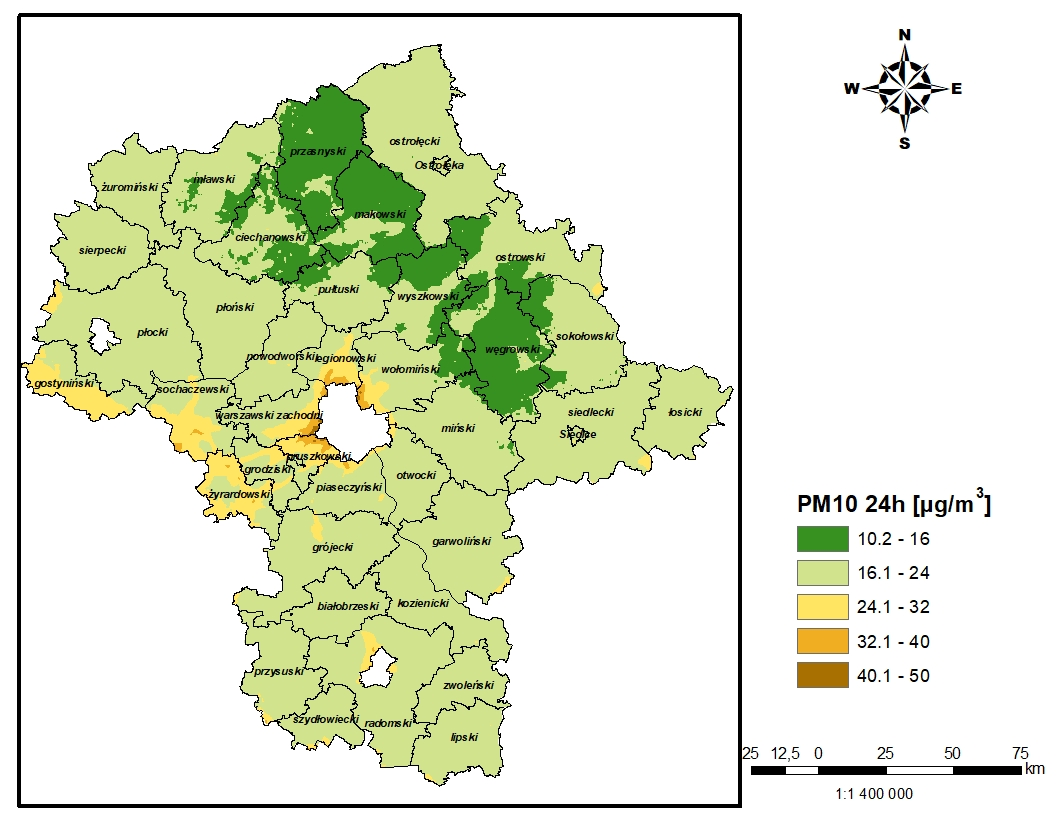 N
W E
S
ostrołęcki
przasnyski
Ostrołęka
mławski
żuromiński
makowski
ciechanowski
sierpecki
ostrowski
pułtuski
wyszkowski
płoński
płocki
sokołowski
węgrowski
nowodworski
legionowski
wołomiński
gostyniński
sochaczewski
warszawski zachodni
siedlecki
łosicki
miński
Siedlce
pruszkowski
grodziski
otwocki
piaseczyński
żyrardowski
garwoliński
grójecki
białobrzeski
kozienicki
przysuski
zwoleński
szydłowiecki
radomski
lipski
PM10 24h [µg/m³]
10.2 - 16
16.1 - 24
24.1 - 32
32.1 - 40
40.1 - 50
25 12,5 0 25 50 75
km
1:1 400 000